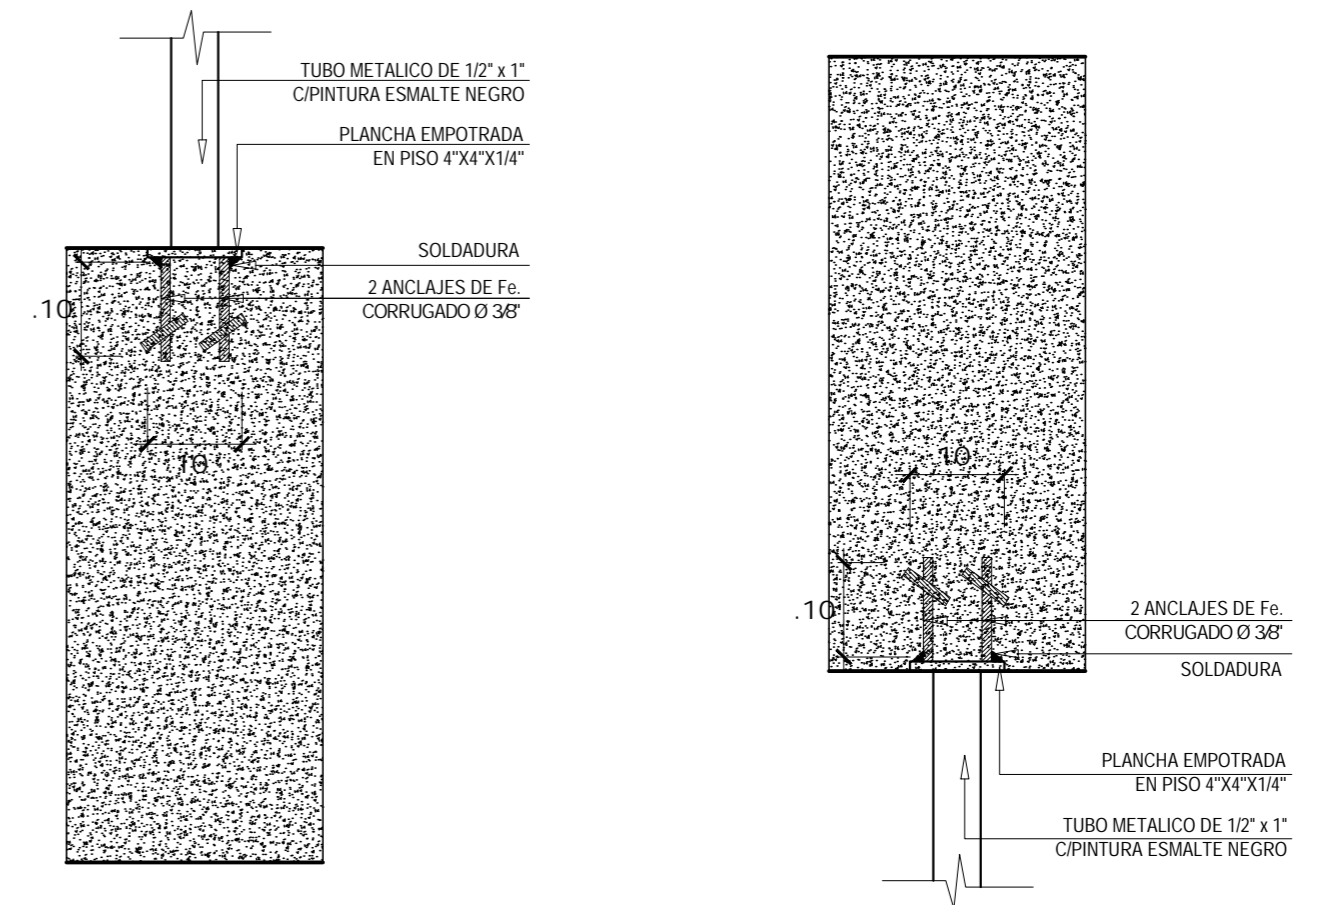 TUBO METALICO DE 1/2" x 1"
C/PINTURA ESMALTE NEGRO
PLANCHA EMPOTRADA
EN PISO 4"X4"X1/4"
SOLDADURA
2 ANCLAJES DE Fe.
CORRUGADO Ø 3/8"
.10
.10
.10
.10
2 ANCLAJES DE Fe.
CORRUGADO Ø 3/8"
SOLDADURA
PLANCHA EMPOTRADA
EN PISO 4"X4"X1/4"
TUBO METALICO DE 1/2" x 1"
C/PINTURA ESMALTE NEGRO